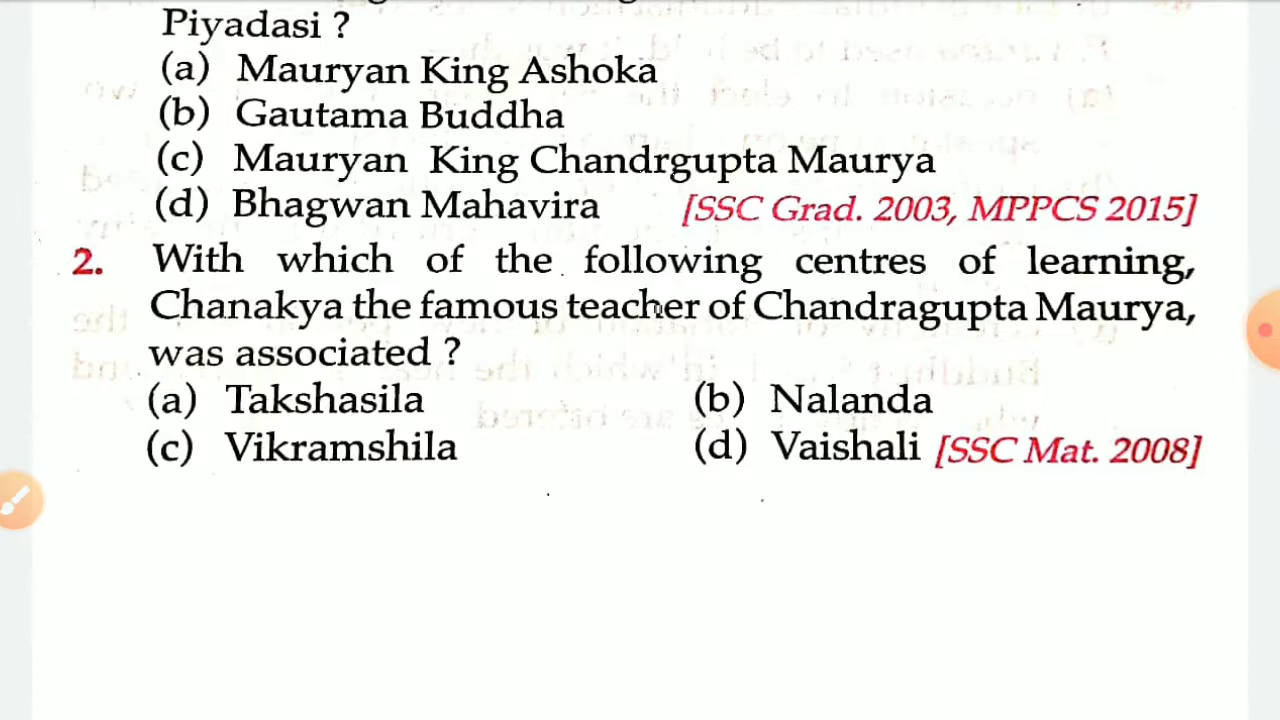 Piyadasi ?
(a) Mauryan King Ashoka
(b) Gautama Buddha
(c) Mauryan King Chandrgupta Maurya
(d) Bhagwan Mahavira [SSC Grad. 2003, MPPCS 2015]
2. With which of the following centres of learning,
Chanakya the famous teacher of Chandragupta Maurya,
was associated ?
(a) Takshasila (b) Nalanda
(c) Vikramshila (d) Vaishali [SSC Mat. 2008]